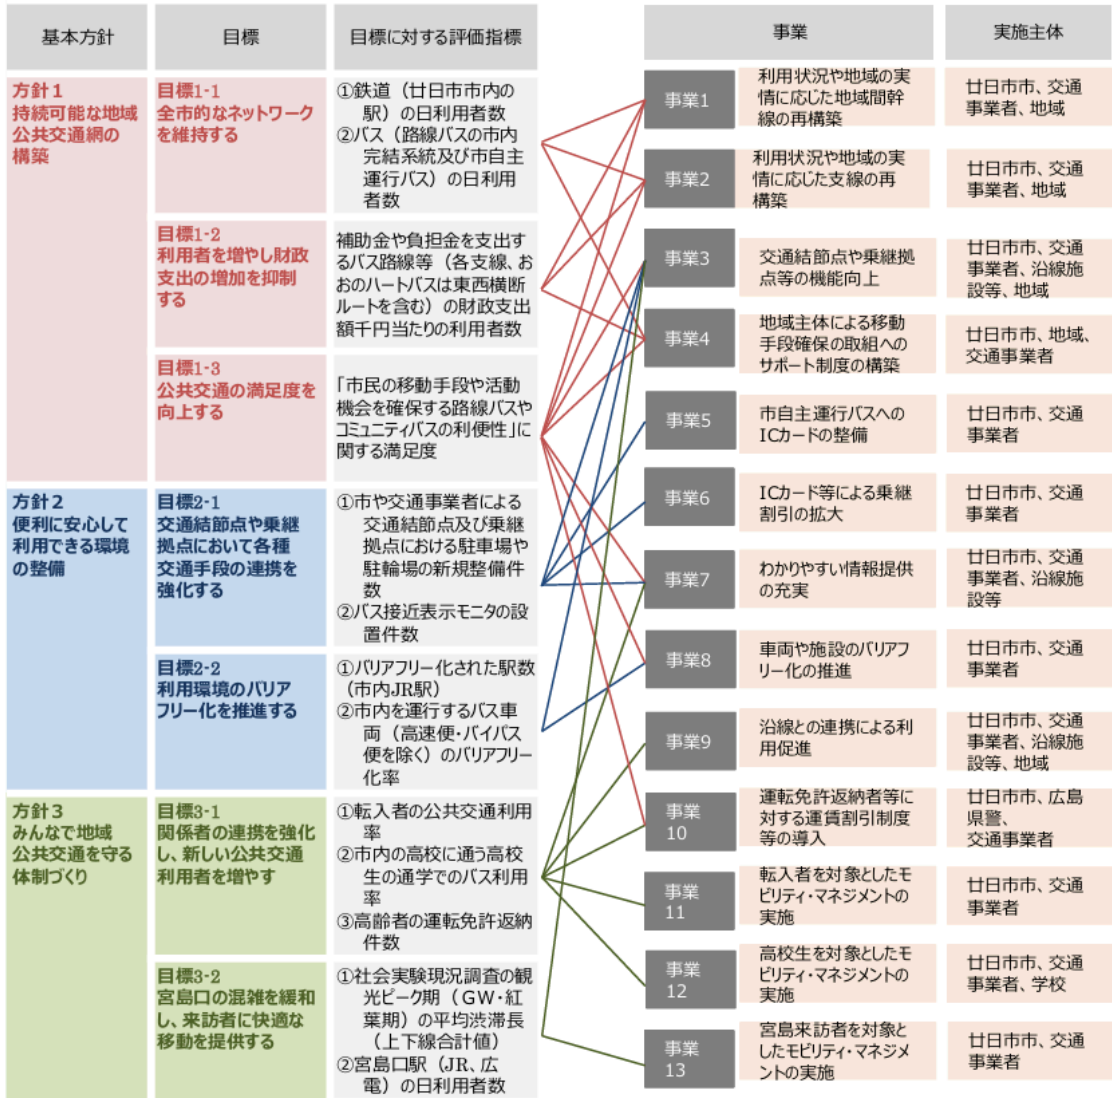 基本方針
目標
目標に対する評価指標
事業
実施主体
方針1
持続可能な地域
公共交通網の
構築
目標1-1
全市的なネットワーク
を維持する
①鉄道（廿日市市内の
駅）の日利用者数
②バス（路線バスの市内
完結系統及び市自主
運行バス）の日利用
者数
目標1-2
利用者を増やし財政
支出の増加を抑制
する
補助金や負担金を支出す
るバス路線等（各支線、お
おのハートバスは東西横断
ルートを含む）の財政支出
額千円当たりの利用者数
目標1-3
公共交通の満足度を
向上する
「市民の移動手段や活動
機会を確保する路線バスや
コミュニティバスの利便性」に
関する満足度
方針2
便利に安心して
利用できる環境
の整備
目標2-1
交通結節点や乗継
拠点において各種
交通手段の連携を
強化する
①市や交通事業者による
交通結節点及び乗継
拠点における駐車場や
駐輪場の新規整備件
数
②バス接近表示モニタの設
置件数
目標2-2
利用環境のバリア
フリー化を推進する
①バリアフリー化された駅数
（市内JR駅）
②市内を運行するバス車
両（高速便・バイパス
便を除く）のバリアフリー
化率
方針3
みんなで地域
公共交通を守る
体制づくり
目標3-1
関係者の連携を強化
し、新しい公共交通
利用者を増やす
①転入者の公共交通利用
率
②市内の高校に通う高校
生の通学でのバス利用
率
③高齢者の運転免許返納
件数
目標3-2
宮島口の混雑を緩和
し、来訪者に快適な
移動を提供する
①社会実験現況調査の観
光ピーク期（GW・紅
葉期）の平均渋滞長
（上下線合計値）
②宮島口駅（JR、広
電）の日利用者数
事業1
利用状況や地域の実
情に応じた地域間幹
線の再構築
廿日市市、交通
事業者、地域
事業2
利用状況や地域の実
情に応じた支線の再
構築
廿日市市、交通
事業者、地域
事業3
交通結節点や乗継拠
点等の機能向上
廿日市市、交通
事業者、沿線施
設等、地域
事業4
地域主体による移動
手段確保の取組への
サポート制度の構築
廿日市市、地域、
交通事業者
事業5
市自主運行バスへの
ICカードの整備
廿日市市、交通
事業者
事業6
ICカード等による乗継
割引の拡大
廿日市市、交通
事業者
事業7
わかりやすい情報提供
の充実
廿日市市、交通
事業者、沿線施
設等
事業8
車両や施設のバリアフ
リー化の推進
廿日市市、交通
事業者
事業9
沿線との連携による利
用促進
廿日市市、交通
事業者、沿線施
設等、地域
事業
10
運転免許返納者等に
対する運賃割引制度
等の導入
廿日市市、広島
県警、
交通事業者
事業
11
転入者を対象としたモ
ビリティ・マネジメントの
実施
廿日市市、交通
事業者
事業
12
高校生を対象としたモ
ビリティ・マネジメントの
実施
廿日市市、交通
事業者、学校
事業
13
宮島来訪者を対象と
したモビリティ・マネジメ
ントの実施
廿日市市、交通
事業者